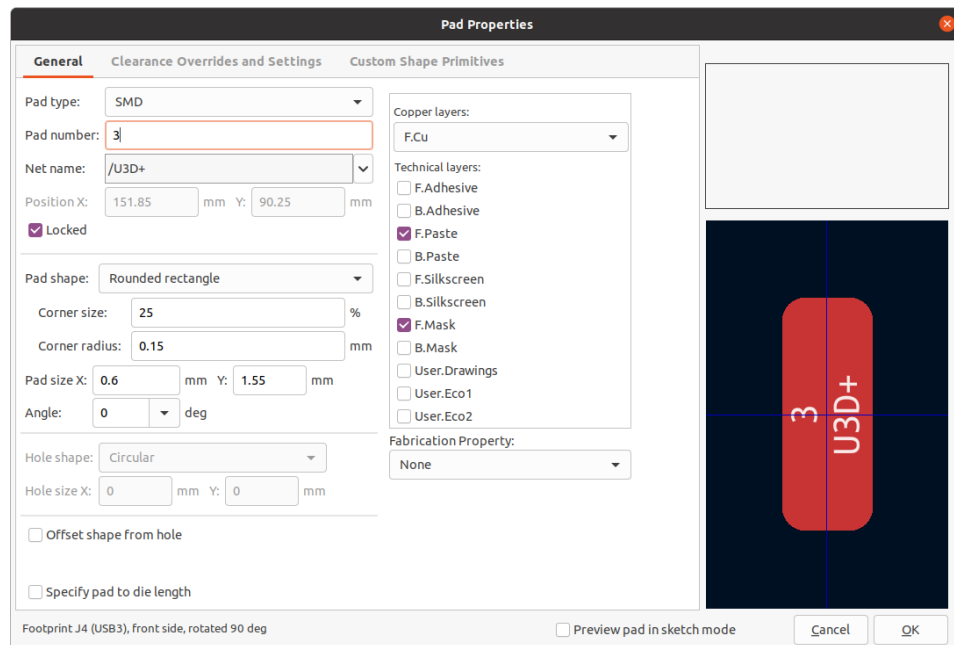 Pad Properties
General Clearance Overrides and Settings Custom Shape Primitives
Pad type: SMD
Pad number: 3
Net name: /U3D+
Position X: 151.85 mm Y: 90.25 mm
Locked
Pad shape: Rounded rectangle
Corner size: 25 %
Corner radius: 0.15 mm
Pad size X: 0.6 mm Y: 1.55 mm
Angle: 0 deg
Hole shape: Circular
Hole size X: 0 mm Y: 0 mm
Offset shape from hole
Specify pad to die length
Copper layers:
F.Cu
Technical layers:
F.Adhesive
B.Adhesive
F.Paste
B.Paste
F.Silkscreen
B.Silkscreen
F.Mask
B.Mask
User.Drawings
User.Eco1
User.Eco2
Fabrication Property:
None
3
U3D+
Footprint J4 (USB3), front side, rotated 90 deg
Preview pad in sketch mode
Cancel
OK